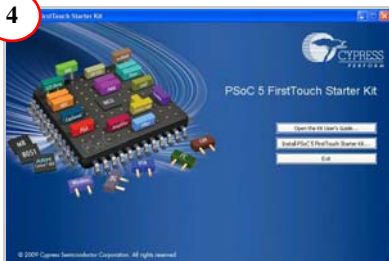 4
FirstTouch Starter Kit
CYPRESS
PERFORM
PSoC 5 FirstTouch Starter Kit
Open the Kit User's Guide...
Install PSoC 5 FirstTouch Starter Kit...
Exit
8051
© 2009 Cypress Semiconductor Corporation. All rights reserved